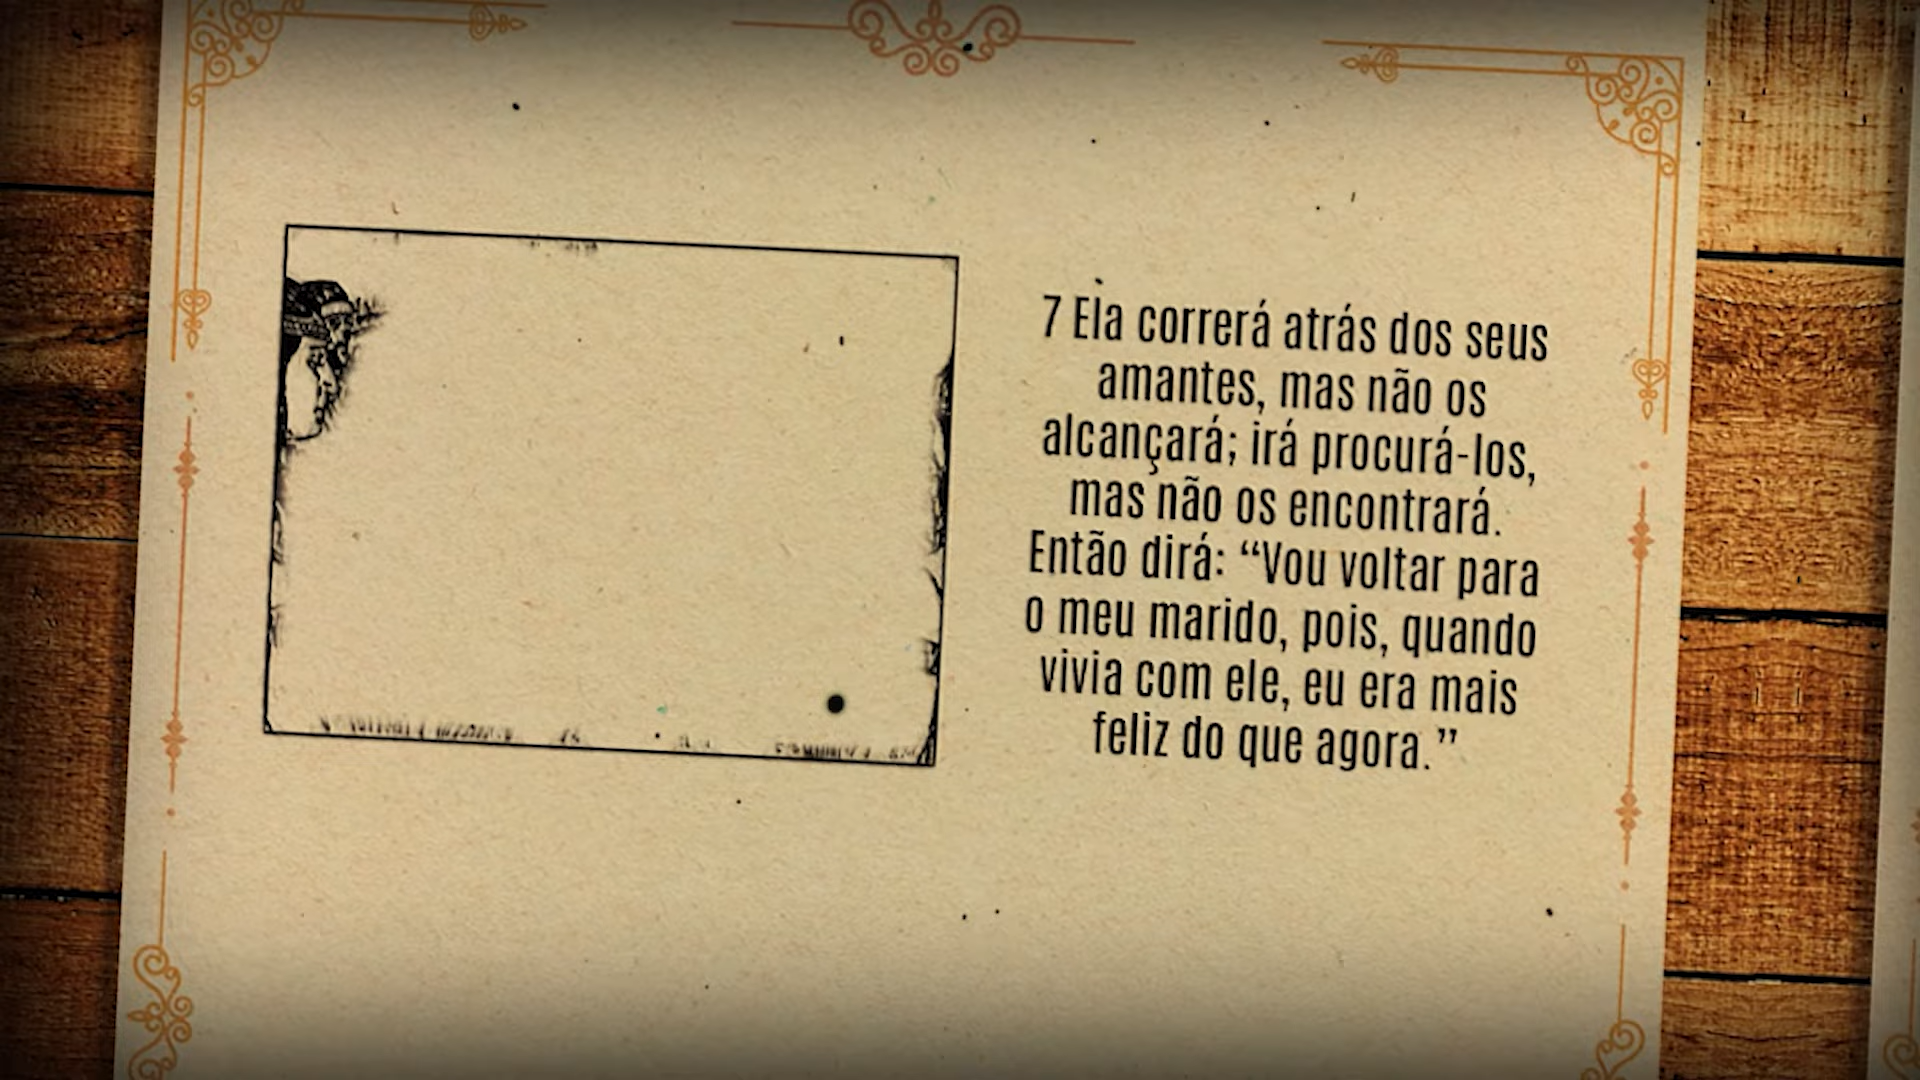 7 Ela correrá atrás dos seus
amantes, mas não os
alcançará; irá procurá-los,
mas não os encontrará.
Então dirá: “Vou voltar para
o meu marido, pois, quando
vivia com ele, eu era mais
feliz do que agora.”